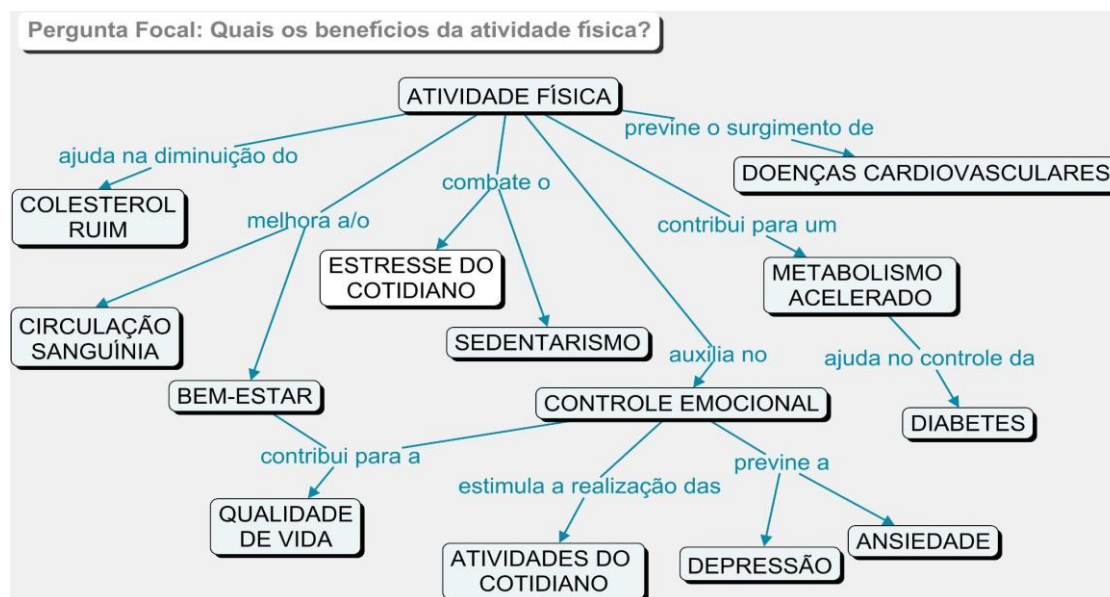 Pergunta Focal: Quais os benefícios da atividade física?
ATIVIDADE FÍSICA
previne o surgimento de
ajuda na diminuição do
DOENÇAS CARDIOVASCULARES
combate o
COLESTEROL
RUIM
melhora a/o
contribui para um
ESTRESSE DO
COTIDIANO
METABOLISMO
ACELERADO
CIRCULAÇÃO
SANGUÍNIA
SEDENTARISMO
auxilia no
ajuda no controle da
BEM-ESTAR
CONTROLE EMOCIONAL
DIABETES
contribui para a
previne a
estimula a realização das
QUALIDADE
DE VIDA
ANSIEDADE
ATIVIDADES DO
COTIDIANO
DEPRESSÃO